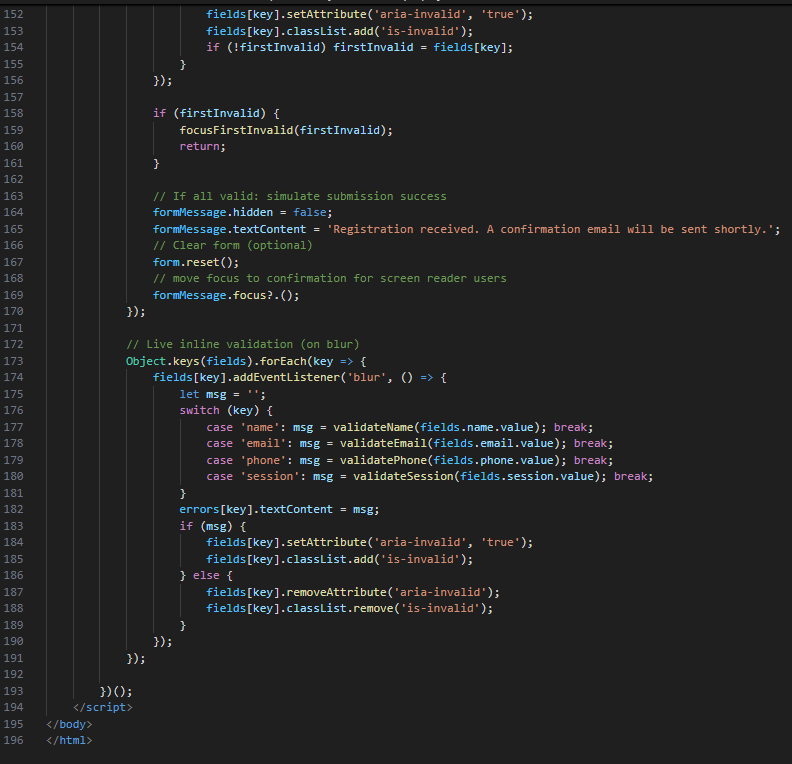 152 fields[key].setAttribute('aria-invalid', 'true');
153 fields[key].classList.add('is-invalid');
154 if (!firstInvalid) firstInvalid = fields[key];
155 }
156 });
157
158 if (firstInvalid) {
159 focusFirstInvalid(firstInvalid);
160 return;
161 }
162
163 // If all valid: simulate submission success
164 formMessage.hidden = false;
165 formMessage.textContent = 'Registration received. A confirmation email will be sent shortly.';
166 // Clear form (optional)
167 form.reset();
168 // move focus to confirmation for screen reader users
169 formMessage.focus?.();
170 });
171
172 // Live inline validation (on blur)
173 Object.keys(fields).forEach(key => {
174 fields[key].addEventListener('blur', () => {
175 let msg = '';
176 switch (key) {
177 case 'name': msg = validateName(fields.name.value); break;
178 case 'email': msg = validateEmail(fields.email.value); break;
179 case 'phone': msg = validatePhone(fields.phone.value); break;
180 case 'session': msg = validateSession(fields.session.value); break;
181 }
182 errors[key].textContent = msg;
183 if (msg) {
184 fields[key].setAttribute('aria-invalid', 'true');
185 fields[key].classList.add('is-invalid');
186 } else {
187 fields[key].removeAttribute('aria-invalid');
188 fields[key].classList.remove('is-invalid');
189 }
190 });
191 });
192
193 })();
194 </script>
195 </body>
196 </html>